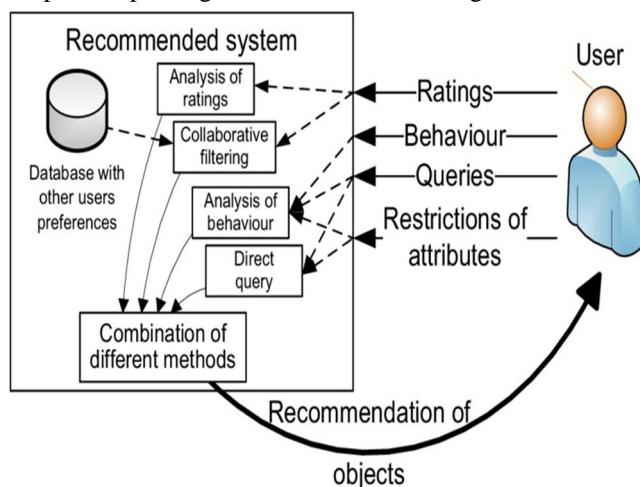 Recommended system
Analysis of
ratings
Collaborative
filtering
Database with
other users
preferences
Analysis of
behaviour
Direct
query
Combination of
different methods
User
Ratings
Behaviour
Queries
Restrictions of
attributes
Recommendation of
objects